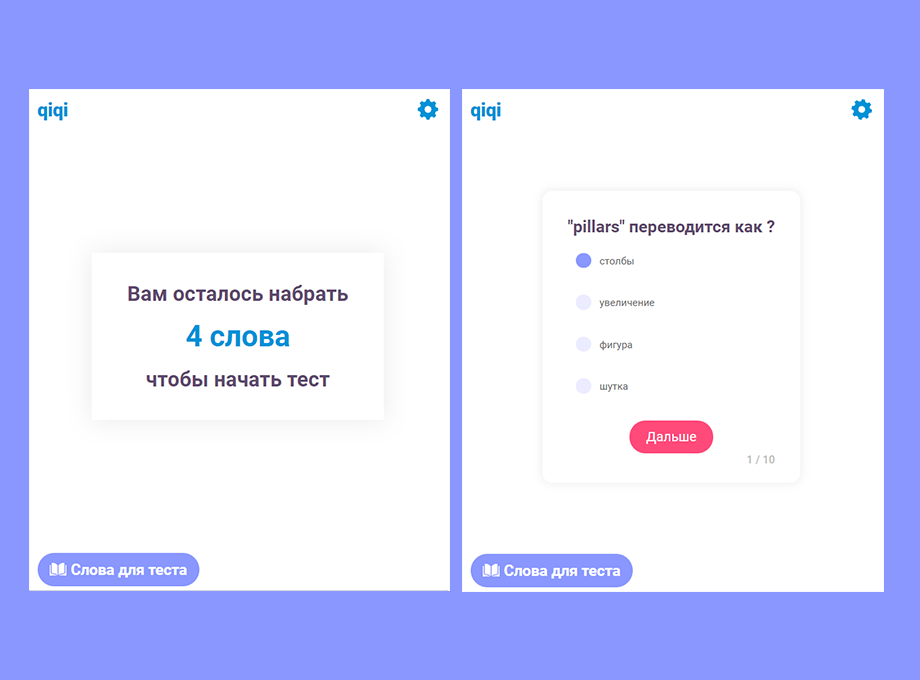 qiqi
Вам осталось набрать
4 слова
чтобы начать тест
Слова для теста
qiqi
"pillars" переводится как ?
столбы
увеличение
фигура
шутка
Дальше
1 / 10
Слова для теста